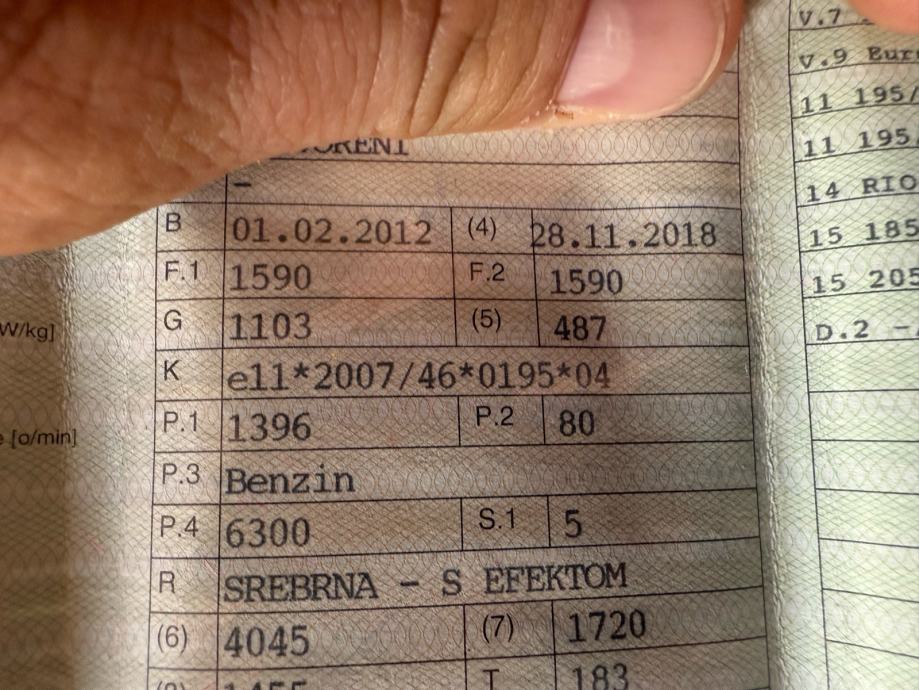 V.7
V.9 Eur
11 195/
-
11 195
B 01.02.2012 (4) 28.11.2018
14 RIO
F.1 1590 F.2 1590
15 185
G 1103 (5) 487
15 205
W/kg]
K e11*2007/46*0195*04
D.2 -
P.1 1396 P.2 80
[o/min]
P.3 Benzin
P.4 6300 S.1 5
R SREBRNA - S EFEKTOM
(6) 4045 (7) 1720
T 183